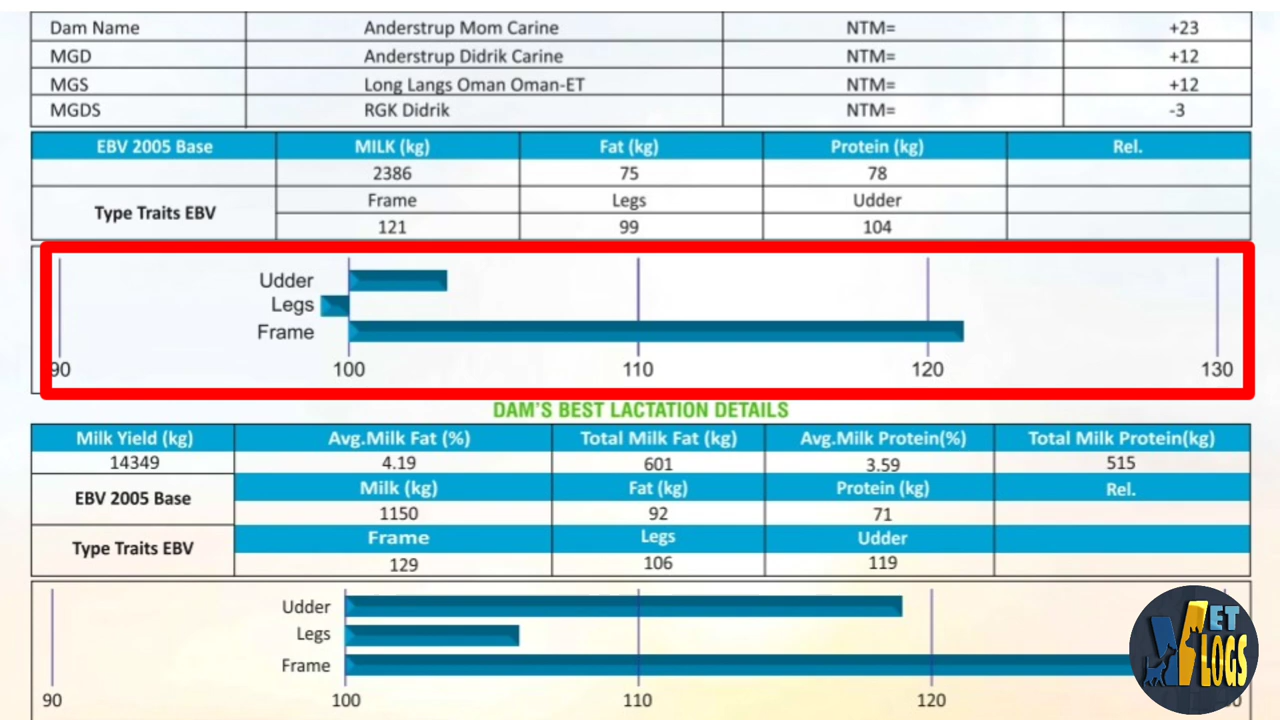 Dam Name Anderstrup Mom Carine NTM= +23
MGD Anderstrup Didrik Carine NTM= +12
MGS Long Langs Oman Oman-ET NTM= +12
MGDS RGK Didrik NTM= -3
EBV 2005 Base MILK (kg) Fat (kg) Protein (kg) Rel.
2386 75 78
Type Traits EBV Frame Legs Udder
121 99 104
Udder
Legs
Frame
90 100 110 120 130
DAM'S BEST LACTATION DETAILS
Milk Yield (kg) Avg.Milk Fat (%) Total Milk Fat (kg) Avg.Milk Protein(%) Total Milk Protein(kg)
14349 4.19 601 3.59 515
EBV 2005 Base Milk (kg) Fat (kg) Protein (kg) Rel.
1150 92 71
Type Traits EBV Frame Legs Udder
129 106 119
Udder
Legs
Frame
90 100 110 120
VET
VLOGS